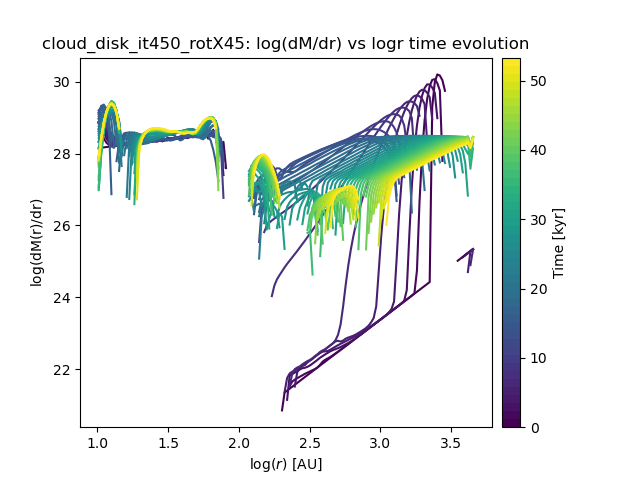 cloud_disk_it450_rotX45: log(dM/dr) vs logr time evolution
log(dM(r)/dr)
30
28
26
24
22
1.0 1.5 2.0 2.5 3.0 3.5
log(r) [AU]
50
40
30
20
10
0
Time [kyr]